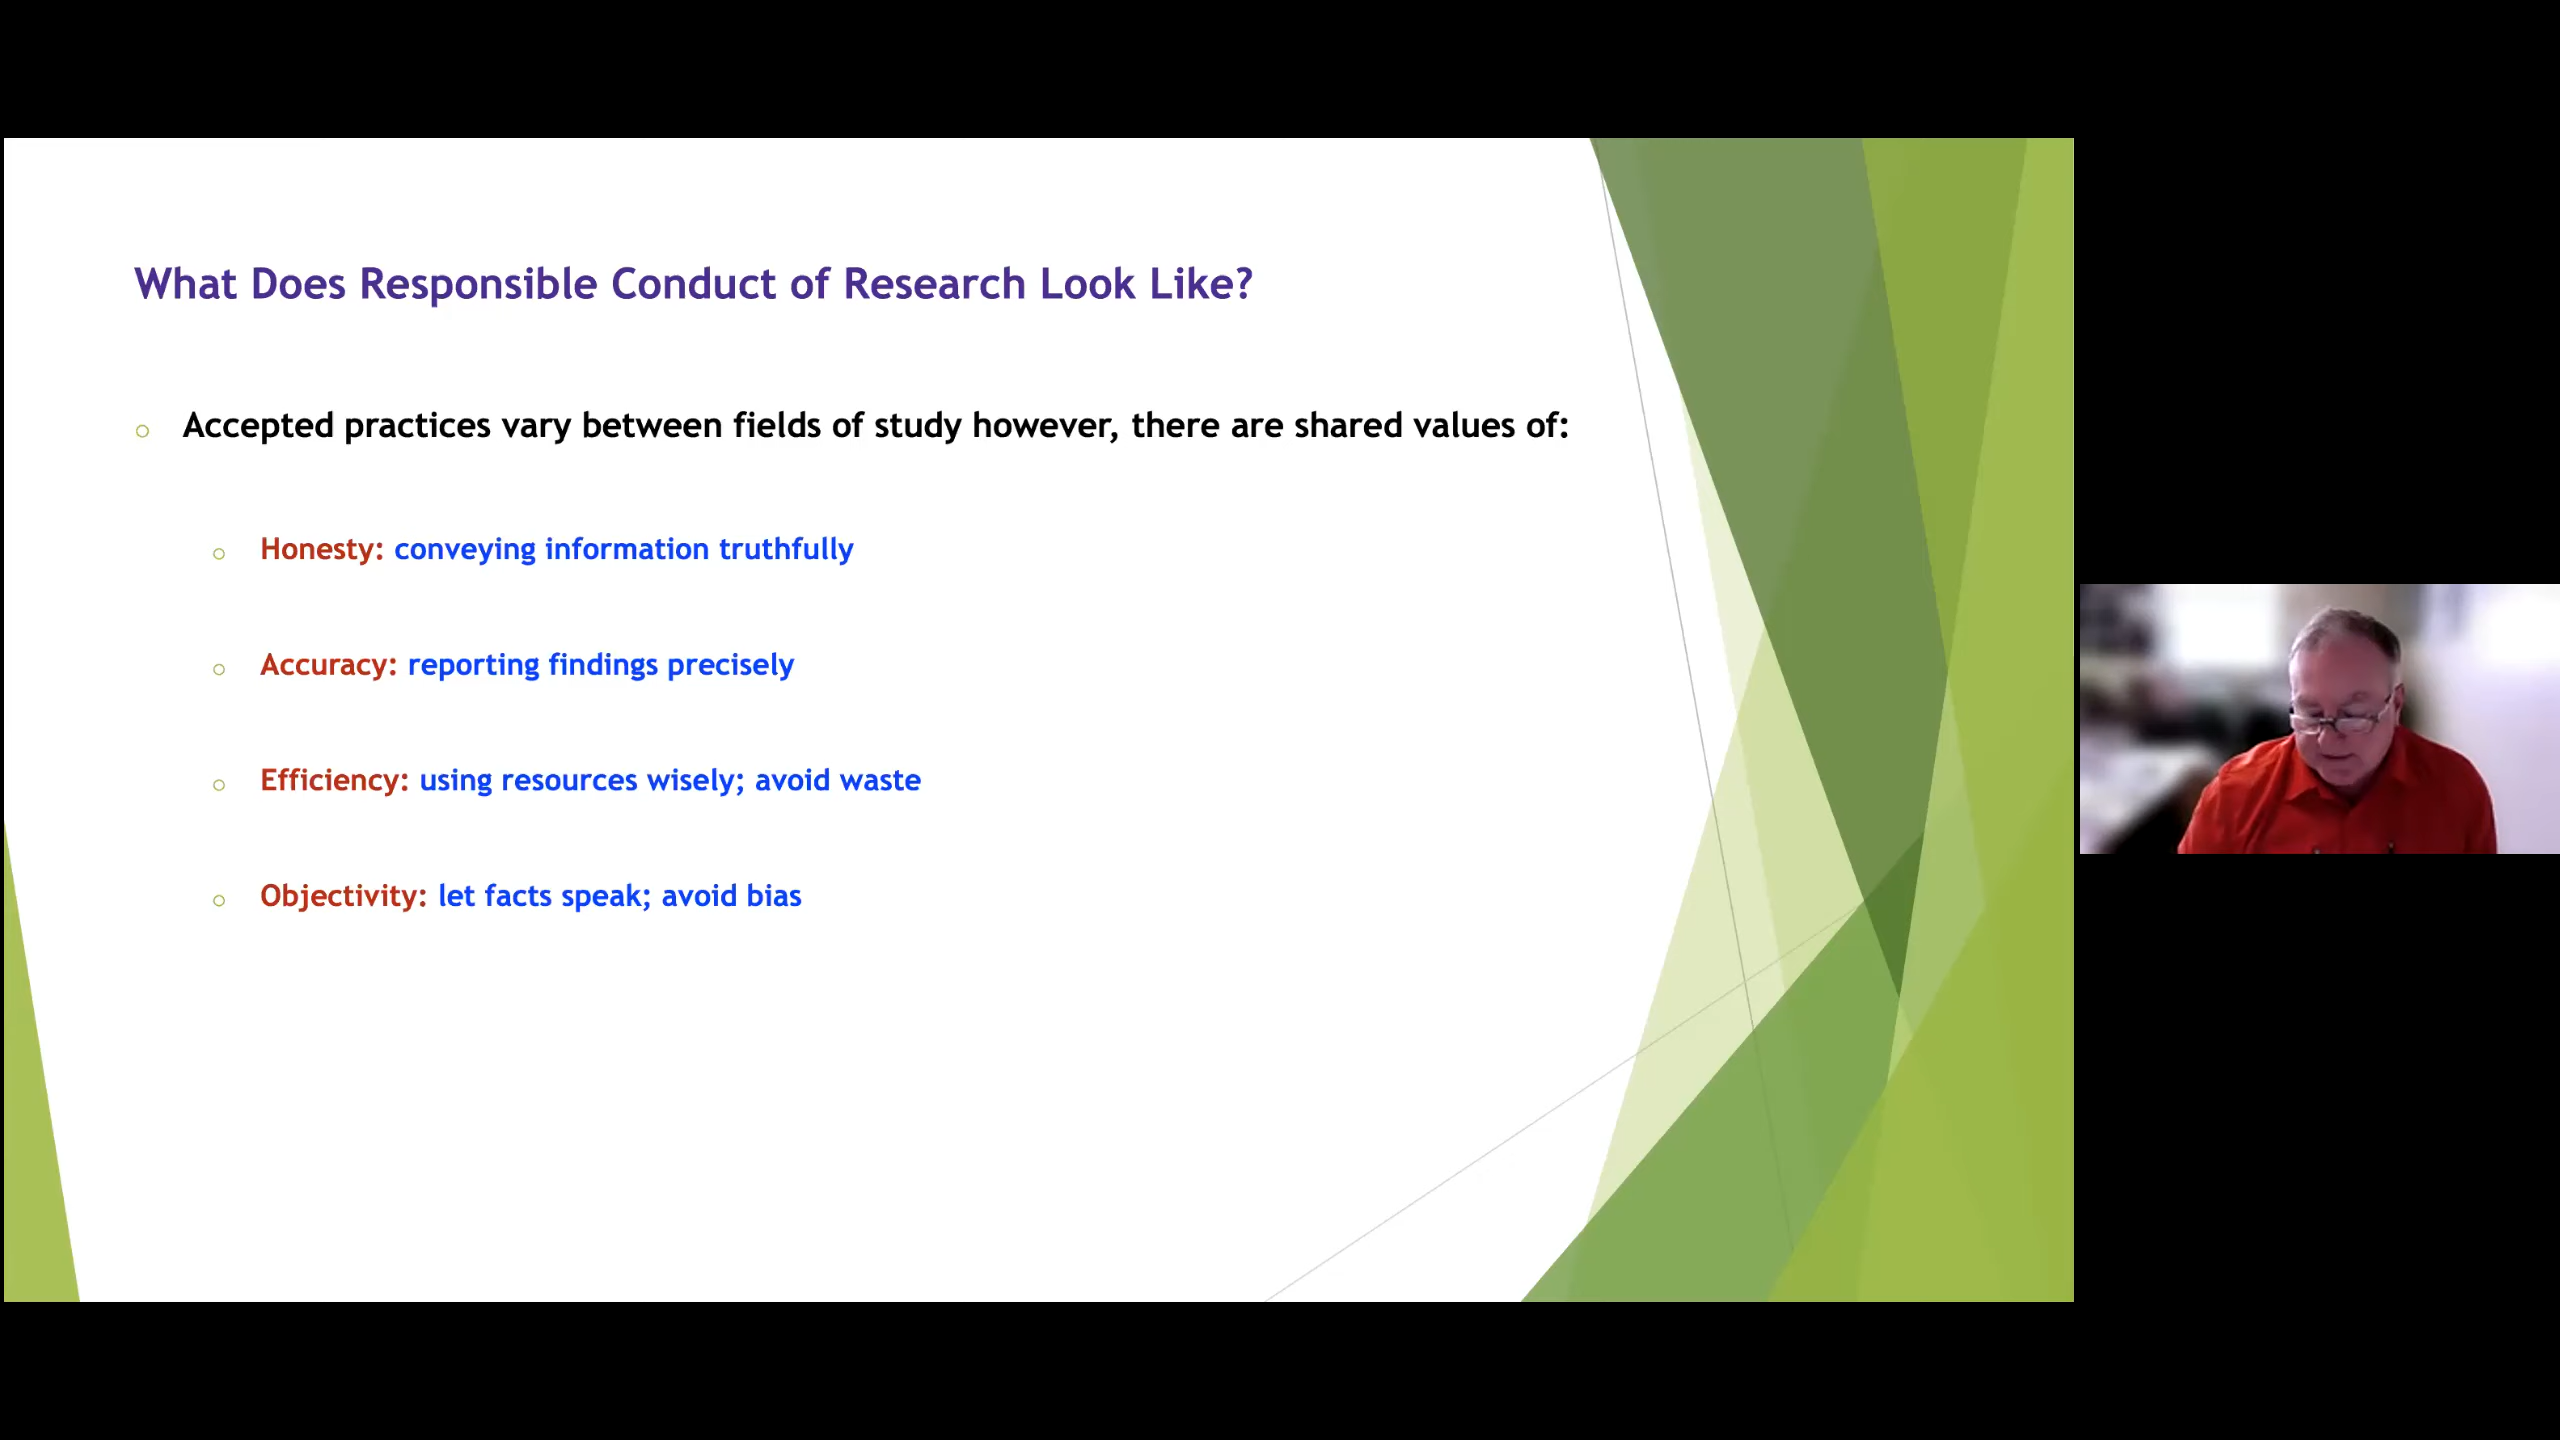 What Does Responsible Conduct of Research Look Like?
Accepted practices vary between fields of study however, there are shared values of:
Honesty: conveying information truthfully
Accuracy: reporting findings precisely
Efficiency: using resources wisely; avoid waste
Objectivity: let facts speak; avoid bias